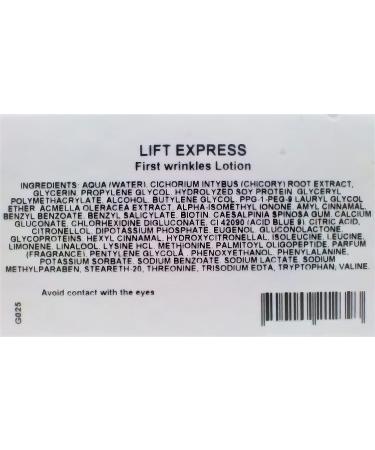 LIFT EXPRESS
First wrinkles Lotion
INGREDIENTS: AQUA (WATER), CICHORIUM INTYBUS (CHICORY) ROOT EXTRACT,
GLYCERIN, PROPYLENE GLYCOL, HYDROLYZED SOY PROTEIN, GLYCERYL
POLYMETHACRYLATE, ALCOHOL, BUTYLENE GLYCOL, PPG-1-PEG-9 LAURYL GLYCOL
ETHER, ACMELLA OLERACEA EXTRACT, ALPHA-ISOMETHYL IONONE, AMYL CINNAMAL,
BENZYL BENZOATE, BENZYL SALICYLATE, BIOTIN, CAESALPINIA SPINOSA GUM, CALCIUM
GLUCONATE, CHLORHEXIDINE DIGLUCONATE, CI 42090 (ACID BLUE 9), CITRIC ACID,
CITRONELLOL, DIPOTASSIUM PHOSPHATE, EUGENOL, GLUCONOLACTONE,
GLYCOPROTEINS, HEXYL CINNAMAL, HYDROXYCITRONELLAL, ISOLEUCINE, LEUCINE,
LIMONENE, LINALOOL, LYSINE HCL, METHIONINE, PALMITOYL OLIGOPEPTIDE, PARFUM
(FRAGRANCE), PENTYLENE GLYCOLA , PHENOXYETHANOL, PHENYLALANINE,
POTASSIUM SORBATE, SODIUM BENZOATE, SODIUM LACTATE, SODIUM
METHYLPARABEN, STEARETH-20, THREONINE, TRISODIUM EDTA, TRYPTOPHAN, VALINE.
Avoid contact with the eyes
G025